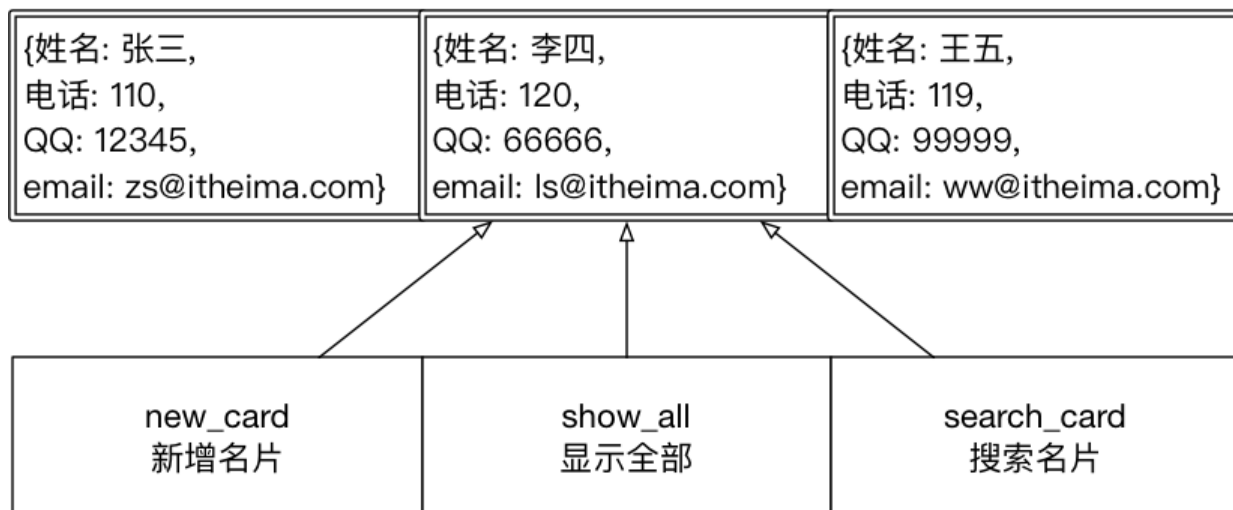 {姓名: 张三,
电话: 110,
QQ: 12345,
email: zs@itheima.com}
{姓名: 李四,
电话: 120,
QQ: 66666,
email: ls@itheima.com}
{姓名: 王五,
电话: 119,
QQ: 99999,
email: ww@itheima.com}
new_card
新增名片
show_all
显示全部
search_card
搜索名片